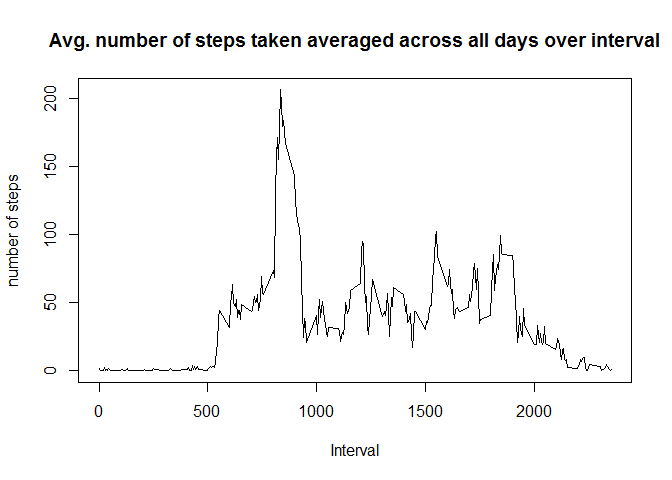 Avg. number of steps taken averaged across all days over interval
number of steps
200
150
100
50
0
0 500 1000 1500 2000
Interval